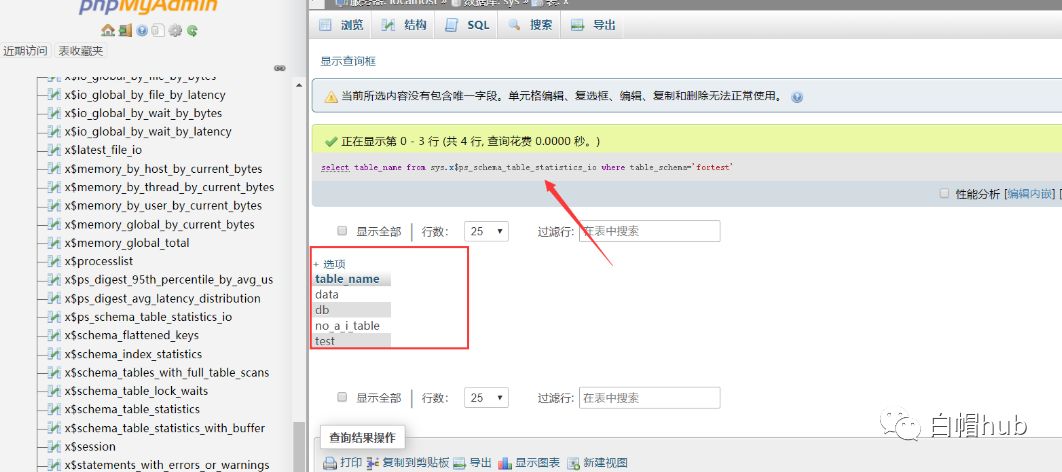 phpMyAdmin
近期访问 表收藏夹
x$io_global_by_file_by_bytes
x$io_global_by_file_by_latency
x$io_global_by_wait_by_bytes
x$io_global_by_wait_by_latency
x$latest_file_io
x$memory_by_host_by_current_bytes
x$memory_by_thread_by_current_bytes
x$memory_by_user_by_current_bytes
x$memory_global_by_current_bytes
x$memory_global_total
x$processlist
x$ps_digest_95th_percentile_by_avg_us
x$ps_digest_avg_latency_distribution
x$ps_schema_table_statistics_io
x$schema_flattened_keys
x$schema_index_statistics
x$schema_tables_with_full_table_scans
x$schema_table_lock_waits
x$schema_table_statistics
x$schema_table_statistics_with_buffer
x$session
x$statements_with_errors_or_warnings
服务器: localhost » 数据库: sys » 表: x
浏览 结构 SQL 搜索 导出
显示查询框
当前所选内容没有包含唯一字段。单元格编辑、复选框、编辑、复制和删除无法正常使用。
正在显示第 0 - 3 行 (共 4 行, 查询花费 0.0000 秒。)
select table_name from sys.x$ps_schema_table_statistics_io where table_schema='fortest'
性能分析 [编辑内嵌] [
显示全部 行数: 25 过滤行: 在表中搜索
+ 选项
table_name
data
db
no_a_i_table
test
显示全部 行数: 25 过滤行: 在表中搜索
查询结果操作
打印 复制到剪贴板 导出 显示图表 新建视图
白帽hub